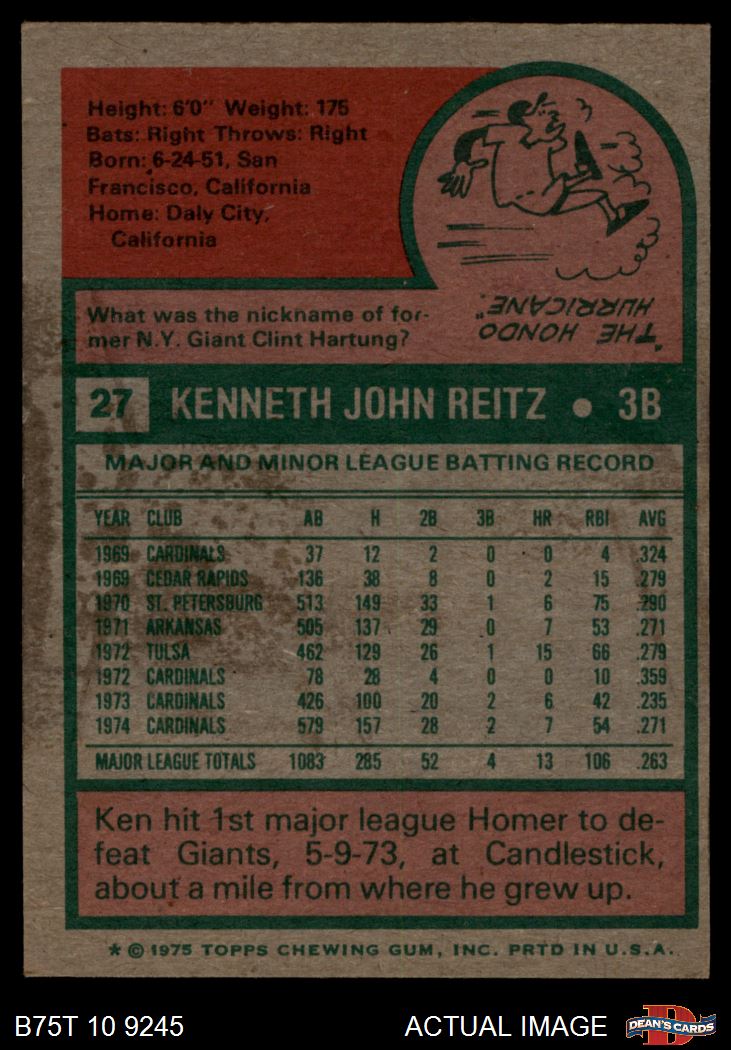 Height: 6'0" Weight: 175
Bats: Right Throws: Right
Born: 6-24-51, San
Francisco, California
Home: Daly City,
California
What was the nickname of for-
mer N.Y. Giant Clint Hartung?
"THE HONDO
HURRICANE."
27 KENNETH JOHN REITZ • 3B
MAJOR AND MINOR LEAGUE BATTING RECORD
YEAR CLUB AB H 2B 3B HR RBI AVG
1969 CARDINALS 37 12 2 0 0 4 .324
1969 CEDAR RAPIDS 136 38 8 0 2 15 .279
1970 ST. PETERSBURG 513 149 33 1 6 75 .290
1971 ARKANSAS 505 137 29 0 7 53 .271
1972 TULSA 462 129 26 1 15 66 .279
1972 CARDINALS 78 28 4 0 0 10 .359
1973 CARDINALS 426 100 20 2 6 42 .235
1974 CARDINALS 579 157 28 2 7 54 .271
MAJOR LEAGUE TOTALS 1083 285 52 4 13 106 .263
Ken hit 1st major league Homer to de-
feat Giants, 5-9-73, at Candlestick,
about a mile from where he grew up.
* © 1975 TOPPS CHEWING GUM, INC. PRTD IN U.S.A.
B75T 10 9245 ACTUAL IMAGE DEAN'S CARDS